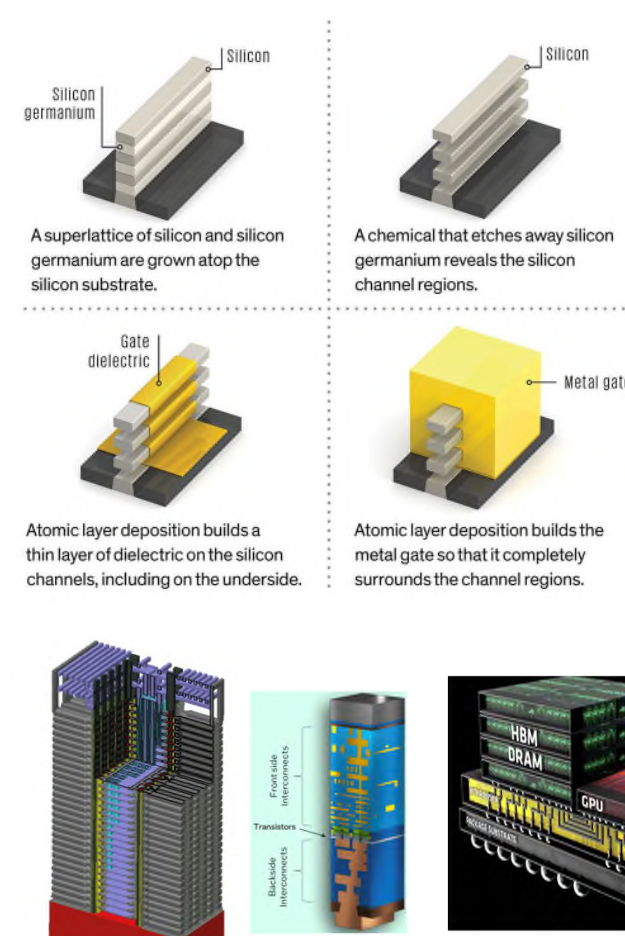 Silicon
Silicon
germanium
A superlattice of silicon and silicon
germanium are grown atop the
silicon substrate.
Silicon
A chemical that etches away silicon
germanium reveals the silicon
channel regions.
Gate
dielectric
Atomic layer deposition builds a
thin layer of dielectric on the silicon
channels, including on the underside.
Metal gate
Atomic layer deposition builds the
metal gate so that it completely
surrounds the channel regions.
Front side
Interconnects
Transistors
Backside
Interconnects
HBM
DRAM
GPU
PACKAGE SUBSTRATE